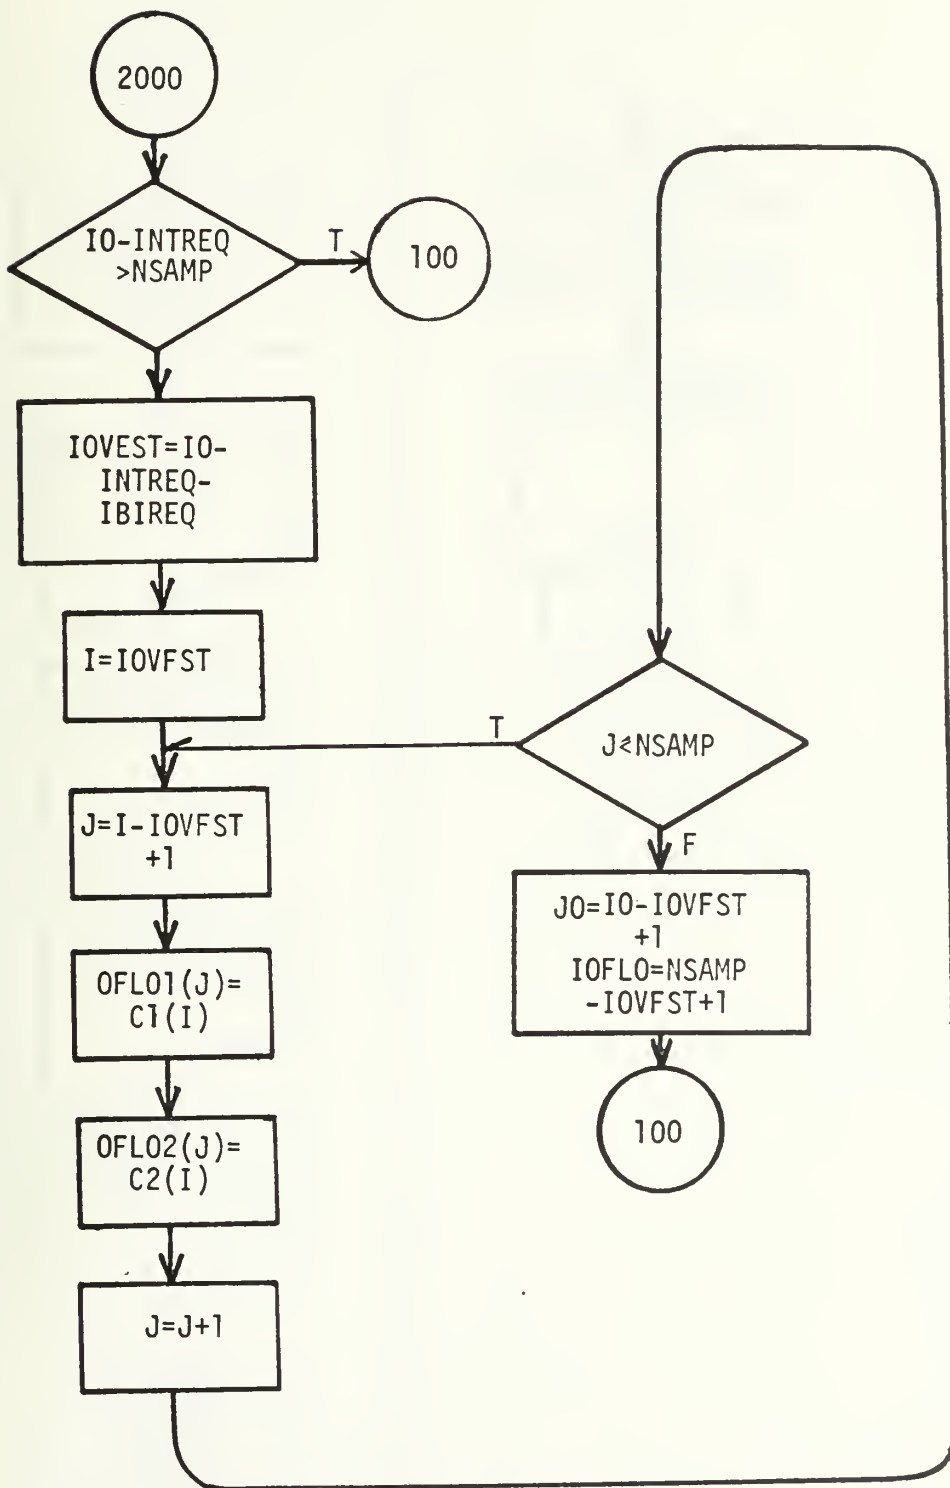 2000
IO-INTREQ
>NSAMP
T
100
IOVEST=IO-
INTREQ-
IBIREQ
I=IOVFST
T
J≤NSAMP
J=I-IOVFST
+1
F
JO=IO-IOVFST
+1
IOFLO=NSAMP
-IOVFST+1
OFLO1(J)=
C1(I)
100
OFLO2(J)=
C2(I)
J=J+1